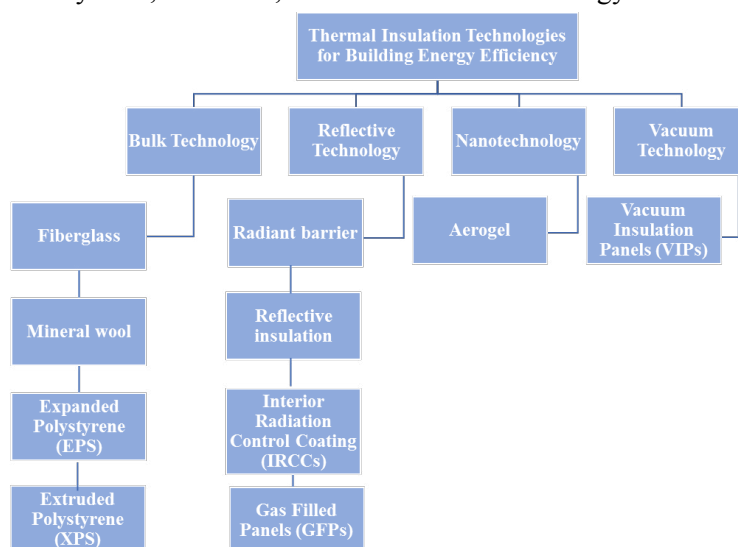 Thermal Insulation Technologies
for Building Energy Efficiency
Bulk Technology
Reflective
Technology
Nanotechnology
Vacuum
Technology
Fiberglass
Radiant barrier
Aerogel
Vacuum
Insulation
Panels (VIPs)
Mineral wool
Reflective
insulation
Expanded
Polystyrene
(EPS)
Interior
Radiation
Control Coating
(IRCCs)
Extruded
Polystyrene
(XPS)
Gas Filled
Panels (GFPs)